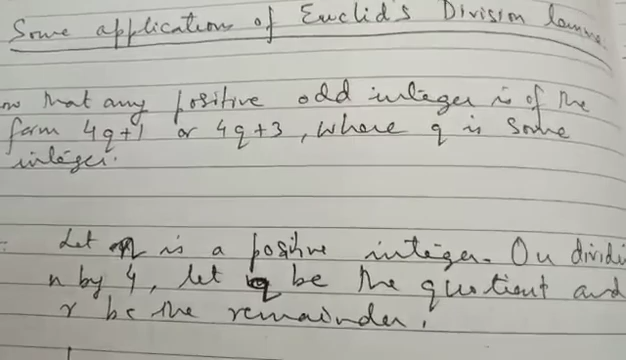 Some application of Euclid's Division lemma.
ow that any positive odd integer is of the
form 4q+1 or 4q+3, where q is some
integer.
Let n is a positive integer. On dividi
n by 4, let q be the quotient and
r be the remainder.